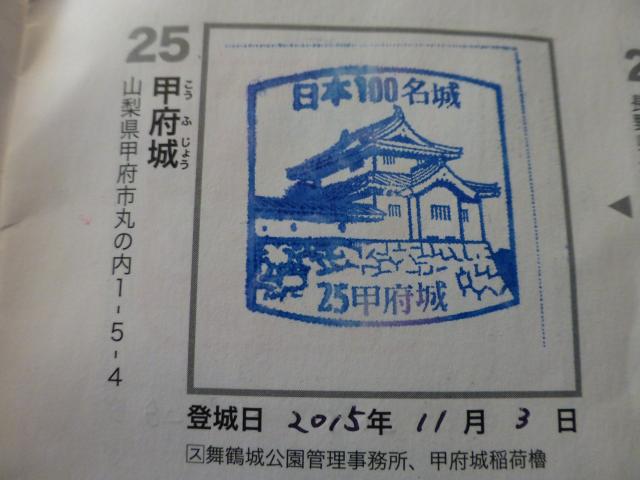 25
甲府城
こうふじょう
山梨県甲府市丸の内1-5-4
日本100名城
25甲府城
登城日 2015年 11月 3日
ス舞鶴城公園管理事務所、甲府城稲荷櫓